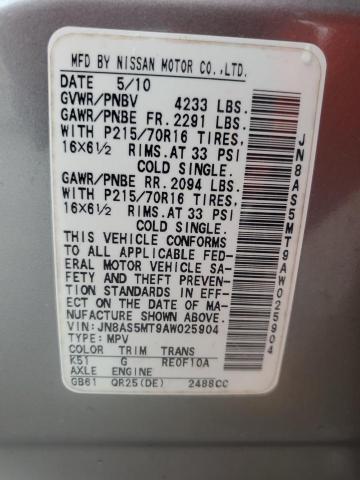 MFD BY NISSAN MOTOR CO.,LTD.
DATE 5/10
GVWR/PNBV 4233 LBS.
GAWR/PNBE FR. 2291 LBS.
WITH P215/70R16 TIRES,
16X6½ RIMS.AT 33 PSI
COLD SINGLE.
GAWR/PNBE RR. 2094 LBS.
WITH P215/70R16 TIRES,
16X6½ RIMS.AT 33 PSI
COLD SINGLE.
THIS VEHICLE CONFORMS
TO ALL APPLICABLE FED-
ERAL MOTOR VEHICLE SA-
FETY AND THEFT PREVENTION
STANDARDS IN EFFECT
ON THE DATE OF MA-
NUFACTURE SHOWN ABOVE.
VIN: JN8AS5MT9AW025904
TYPE: MPV
COLOR TRIM TRANS
K51 G RE0F10A
AXLE ENGINE
GB61 QR25(DE) 2488CC
JN8AS5MT9AW025904